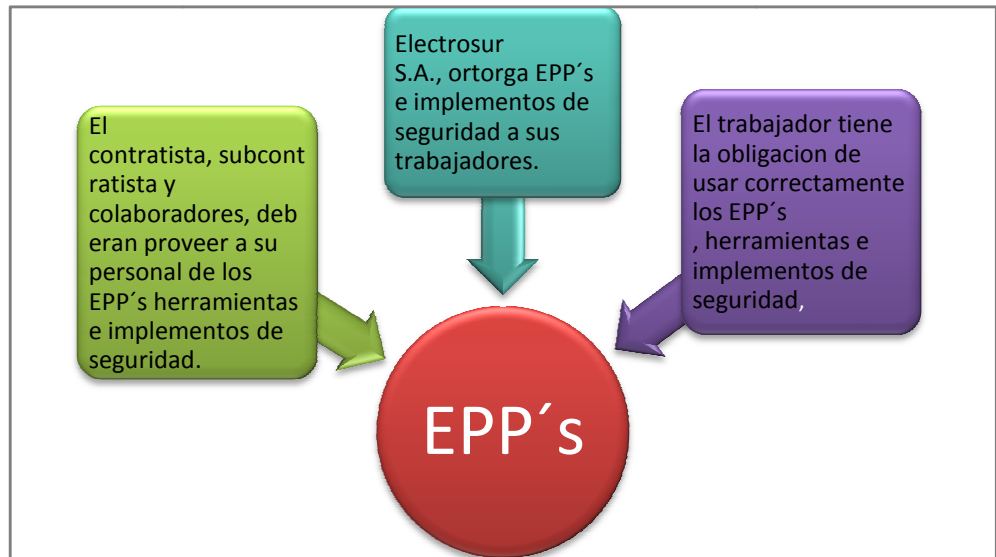 El
contratista, subcont
ratista y
colaboradores, deb
eran proveer a su
personal de los
EPP´s herramientas
e implementos de
seguridad.
Electrosur
S.A., ortorga EPP´s
e implementos de
seguridad a sus
trabajadores.
El trabajador tiene
la obligacion de
usar correctamente
los EPP´s
, herramientas e
implementos de
seguridad,
EPP´s